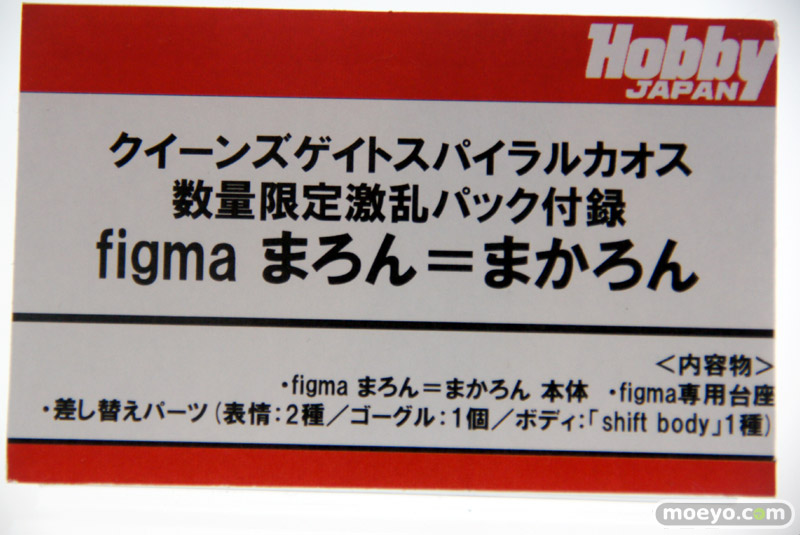 Hobby
JAPAN
クイーンズゲイトスパイラルカオス
数量限定激乱パック付録
figma まろん＝まかろん
＜内容物＞
・figma まろん＝まかろん 本体 ・figma専用台座
・差し替えパーツ（表情：2種／ゴーグル：1個／ボディ：「shift body」1種）
moeyo.com